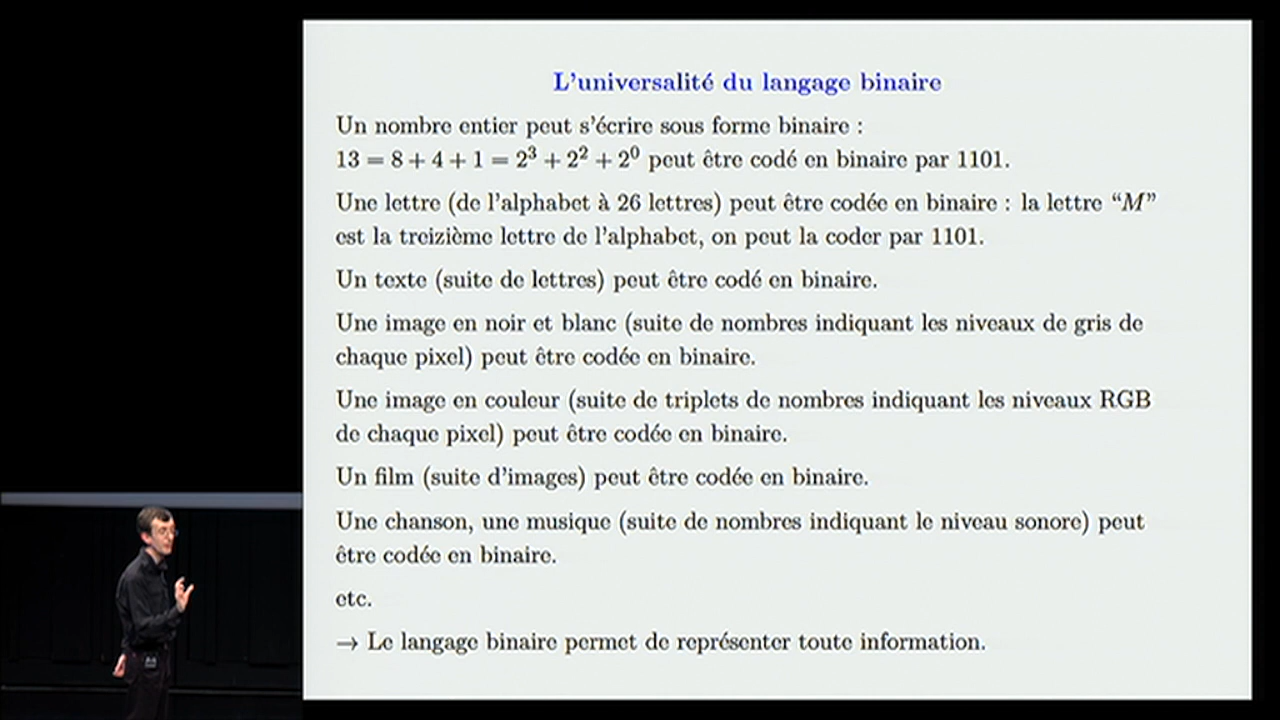 L'universalité du langage binaire
Un nombre entier peut s'écrire sous forme binaire :
13 = 8 + 4 + 1 = 2³ + 2² + 2⁰ peut être codé en binaire par 1101.
Une lettre (de l'alphabet à 26 lettres) peut être codée en binaire : la lettre “M”
est la treizième lettre de l'alphabet, on peut la coder par 1101.
Un texte (suite de lettres) peut être codé en binaire.
Une image en noir et blanc (suite de nombres indiquant les niveaux de gris de
chaque pixel) peut être codée en binaire.
Une image en couleur (suite de triplets de nombres indiquant les niveaux RGB
de chaque pixel) peut être codée en binaire.
Un film (suite d'images) peut être codée en binaire.
Une chanson, une musique (suite de nombres indiquant le niveau sonore) peut
être codée en binaire.
etc.
→ Le langage binaire permet de représenter toute information.